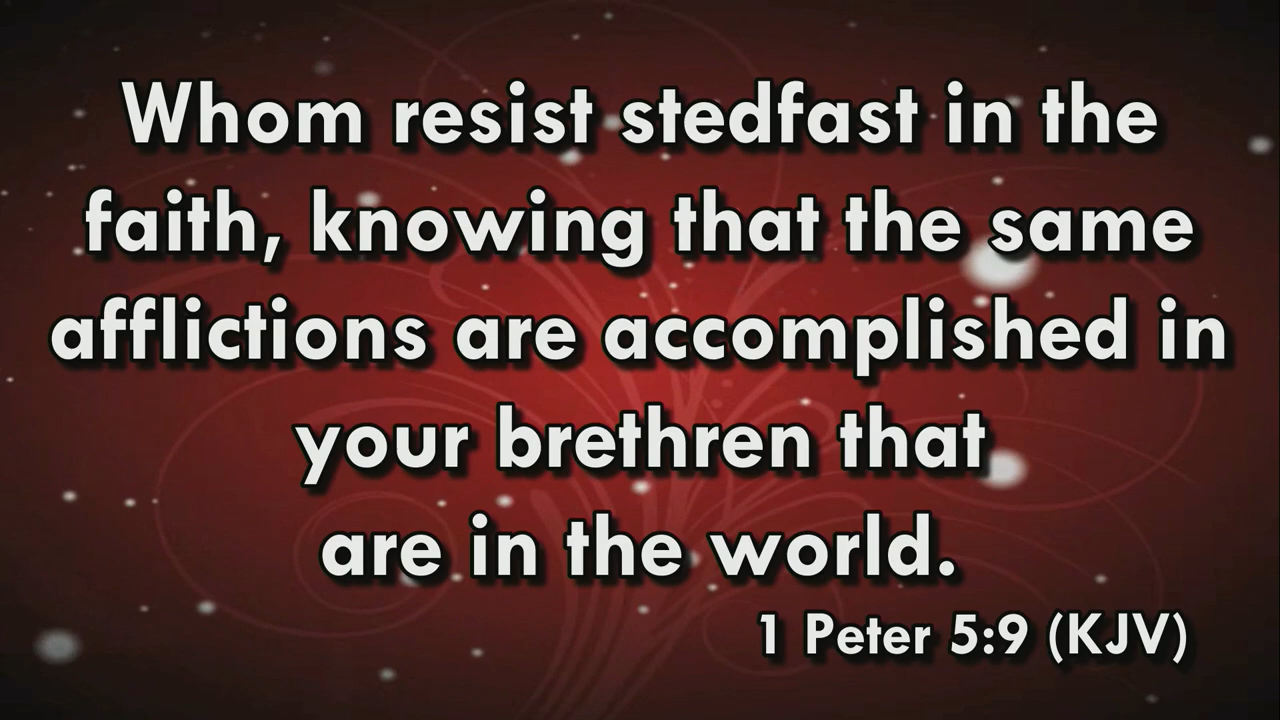 Whom resist stedfast in the
faith, knowing that the same
afflictions are accomplished in
your brethren that
are in the world.
1 Peter 5:9 (KJV)